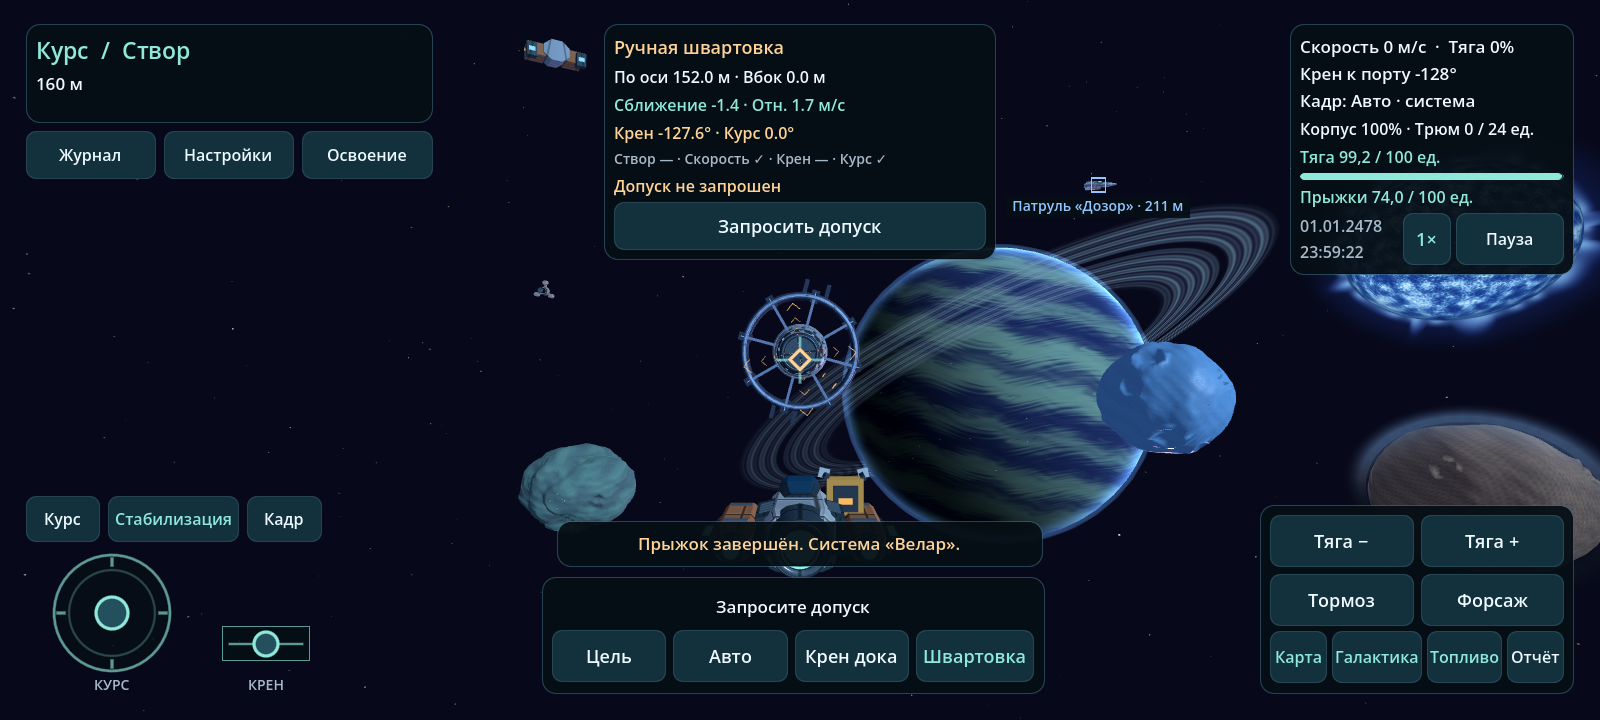 Курс / Створ
160 м
Журнал
Настройки
Освоение
Ручная швартовка
По оси 152.0 м · Вбок 0.0 м
Сближение -1.4 · Отн. 1.7 м/с
Крен -127.6° · Курс 0.0°
Створ — · Скорость ✓ · Крен — · Курс ✓
Допуск не запрошен
Запросить допуск
Скорость 0 м/с · Тяга 0%
Крен к порту -128°
Кадр: Авто · система
Корпус 100% · Трюм 0 / 24 ед.
Тяга 99,2 / 100 ед.
Прыжки 74,0 / 100 ед.
01.01.2478
23:59:22
1×
Пауза
Патруль «Дозор» · 211 м
Курс
Стабилизация
Кадр
КУРС
КРЕН
Прыжок завершён. Система «Велар».
Запросите допуск
Цель
Авто
Крен дока
Швартовка
Тяга −
Тяга +
Тормоз
Форсаж
Карта
Галактика
Топливо
Отчёт